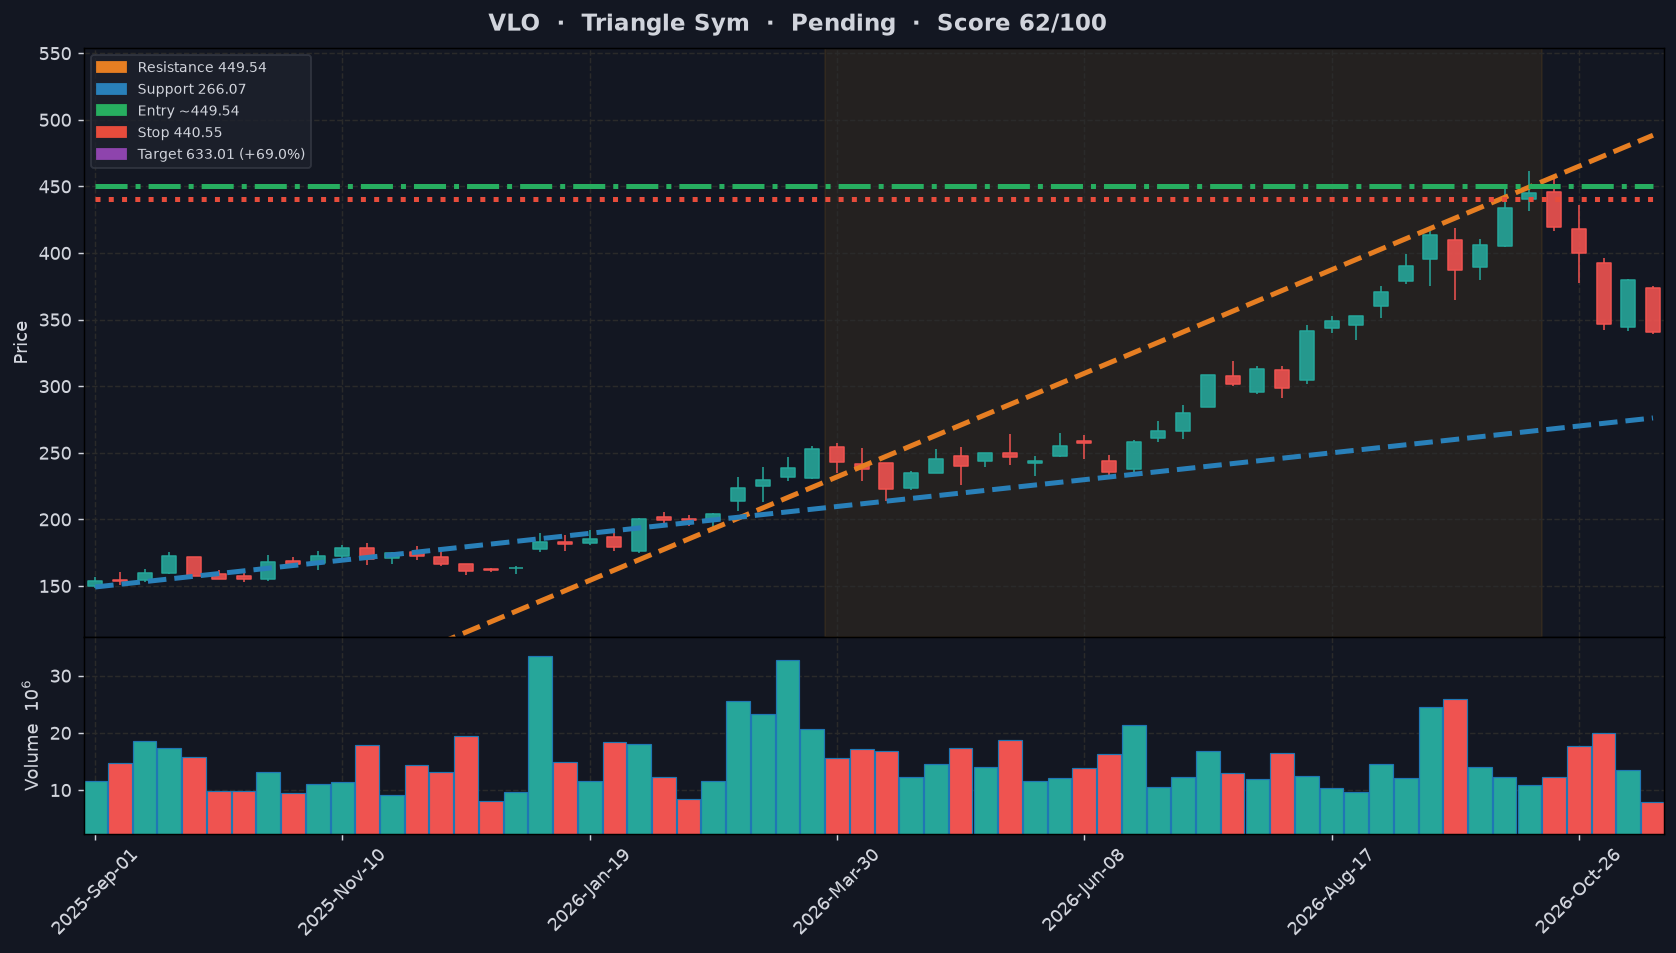 VLO · Triangle Sym · Pending · Score 62/100
Resistance 449.54
Support 266.07
Entry ~449.54
Stop 440.55
Target 633.01 (+69.0%)
Price
550
500
450
400
350
300
250
200
150
Volume 10⁶
30
20
10
2025-Sep-01
2025-Nov-10
2026-Jan-19
2026-Mar-30
2026-Jun-08
2026-Aug-17
2026-Oct-26